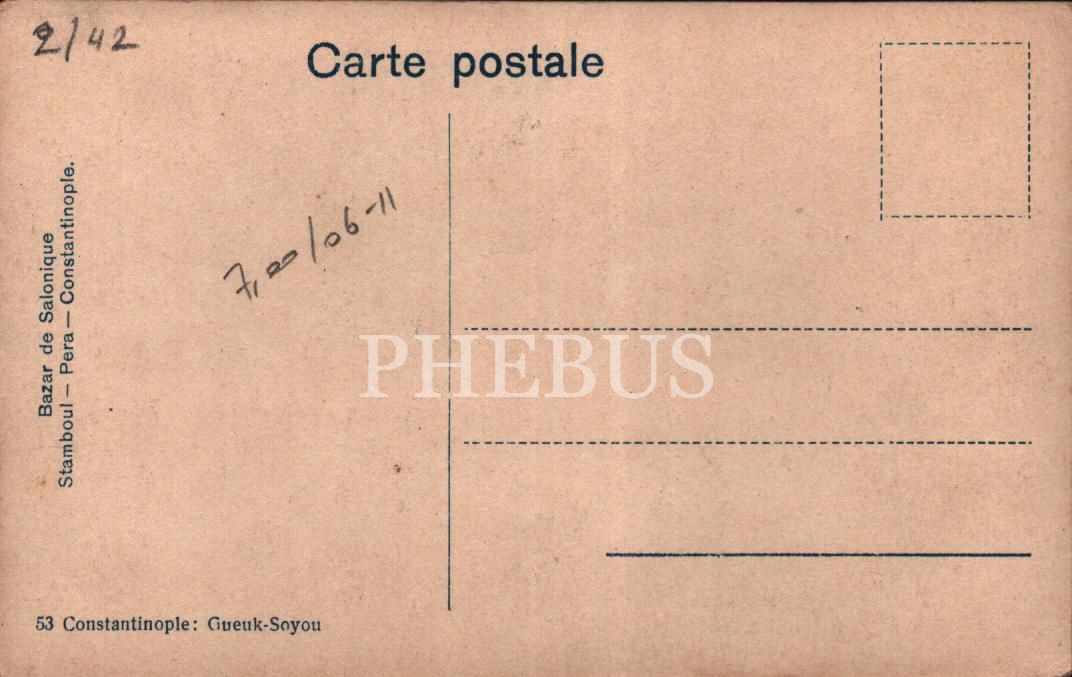 2/42
Carte postale
Bazar de Salonique
Stamboul — Pera — Constantinople.
7,00/06-11
PHEBUS
53 Constantinople: Gueuk-Soyou